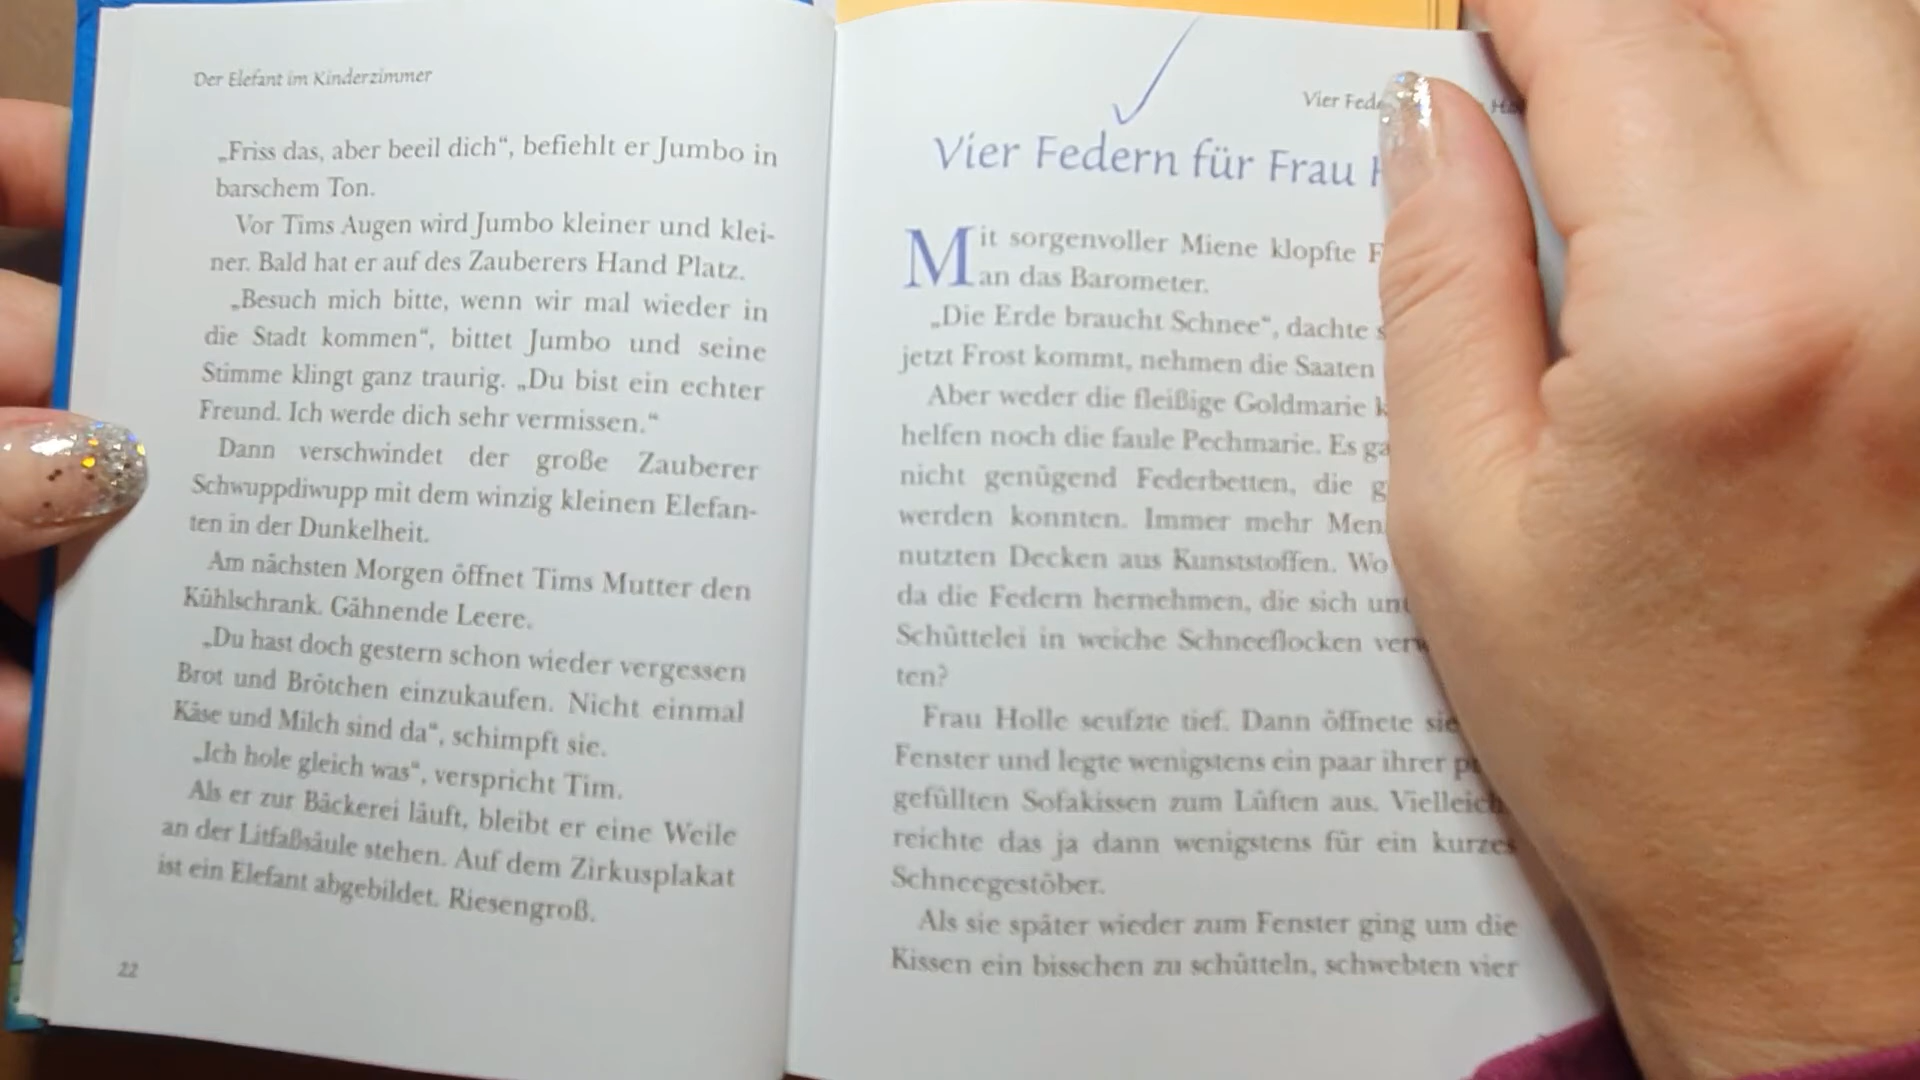 Der Elefant im Kinderzimmer
„Friss das, aber beeil dich“, befiehlt er Jumbo in
barschem Ton.
Vor Tims Augen wird Jumbo kleiner und klei-
ner. Bald hat er auf des Zauberers Hand Platz.
„Besuch mich bitte, wenn wir mal wieder in
die Stadt kommen“, bittet Jumbo und seine
Stimme klingt ganz traurig. „Du bist ein echter
Freund. Ich werde dich sehr vermissen.“
Dann verschwindet der große Zauberer
Schwuppdiwupp mit dem winzig kleinen Elefan-
ten in der Dunkelheit.
Am nächsten Morgen öffnet Tims Mutter den
Kühlschrank. Gähnende Leere.
„Du hast doch gestern schon wieder vergessen
Brot und Brötchen einzukaufen. Nicht einmal
Käse und Milch sind da“, schimpft sie.
„Ich hole gleich was“, verspricht Tim.
Als er zur Bäckerei läuft, bleibt er eine Weile
an der Litfaßsäule stehen. Auf dem Zirkusplakat
ist ein Elefant abgebildet. Riesengroß.
22
Vier
Vier Federn für Frau
Mit sorgenvoller Miene klopfte
an das Barometer.
„Die Erde braucht Schnee“, dachte
jetzt Frost kommt, nehmen die Saaten
Aber weder die fleißige Goldmarie
helfen noch die faule Pechmarie. Es
nicht genügend Federbetten, die
werden konnten. Immer mehr
nutzten Decken aus Kunststoffen. Wo
da die Federn hernehmen, die sich
Schüttelei in weiche Schneeflocken
ten?
Frau Holle seufzte tief. Dann öffnete sie
Fenster und legte wenigstens ein paar ihrer
gefüllten Sofakissen zum Lüften aus. Vielleich
reichte das ja dann wenigstens für ein kurzes
Schneegestöber.
Als sie später wieder zum Fenster ging um die
Kissen ein bisschen zu schütteln, schwebten vier